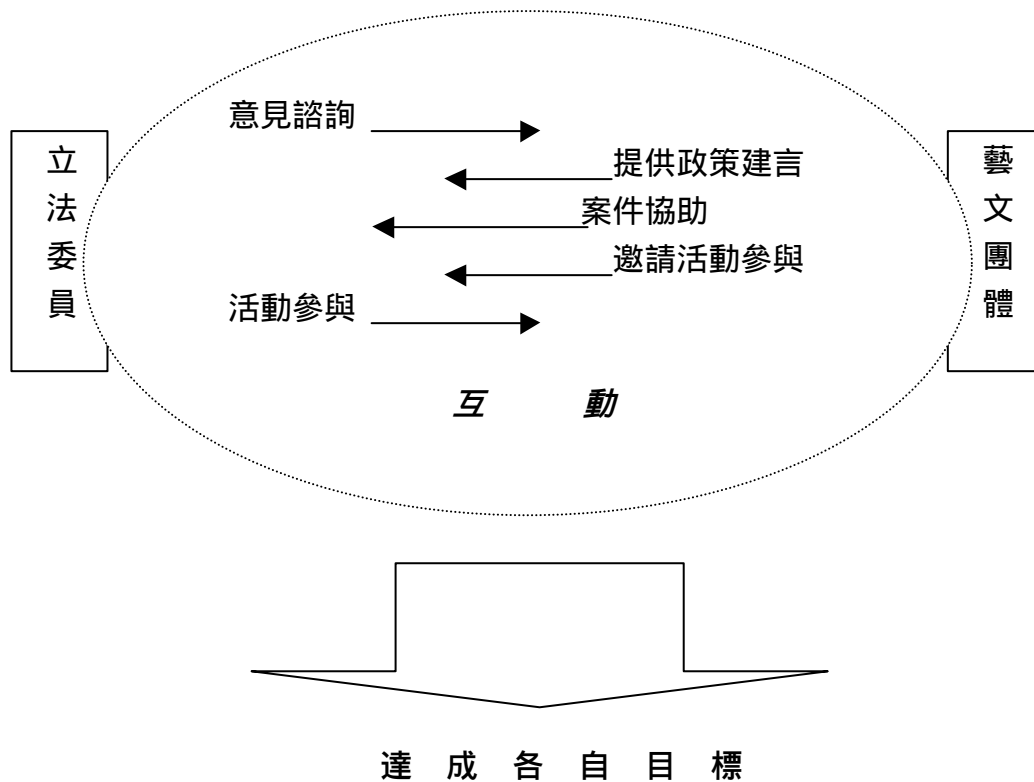 意見諮詢
提供政策建言
案件協助
邀請活動參與
活動參與
互 動
立法委員
藝文團體
達 成 各 自 目 標